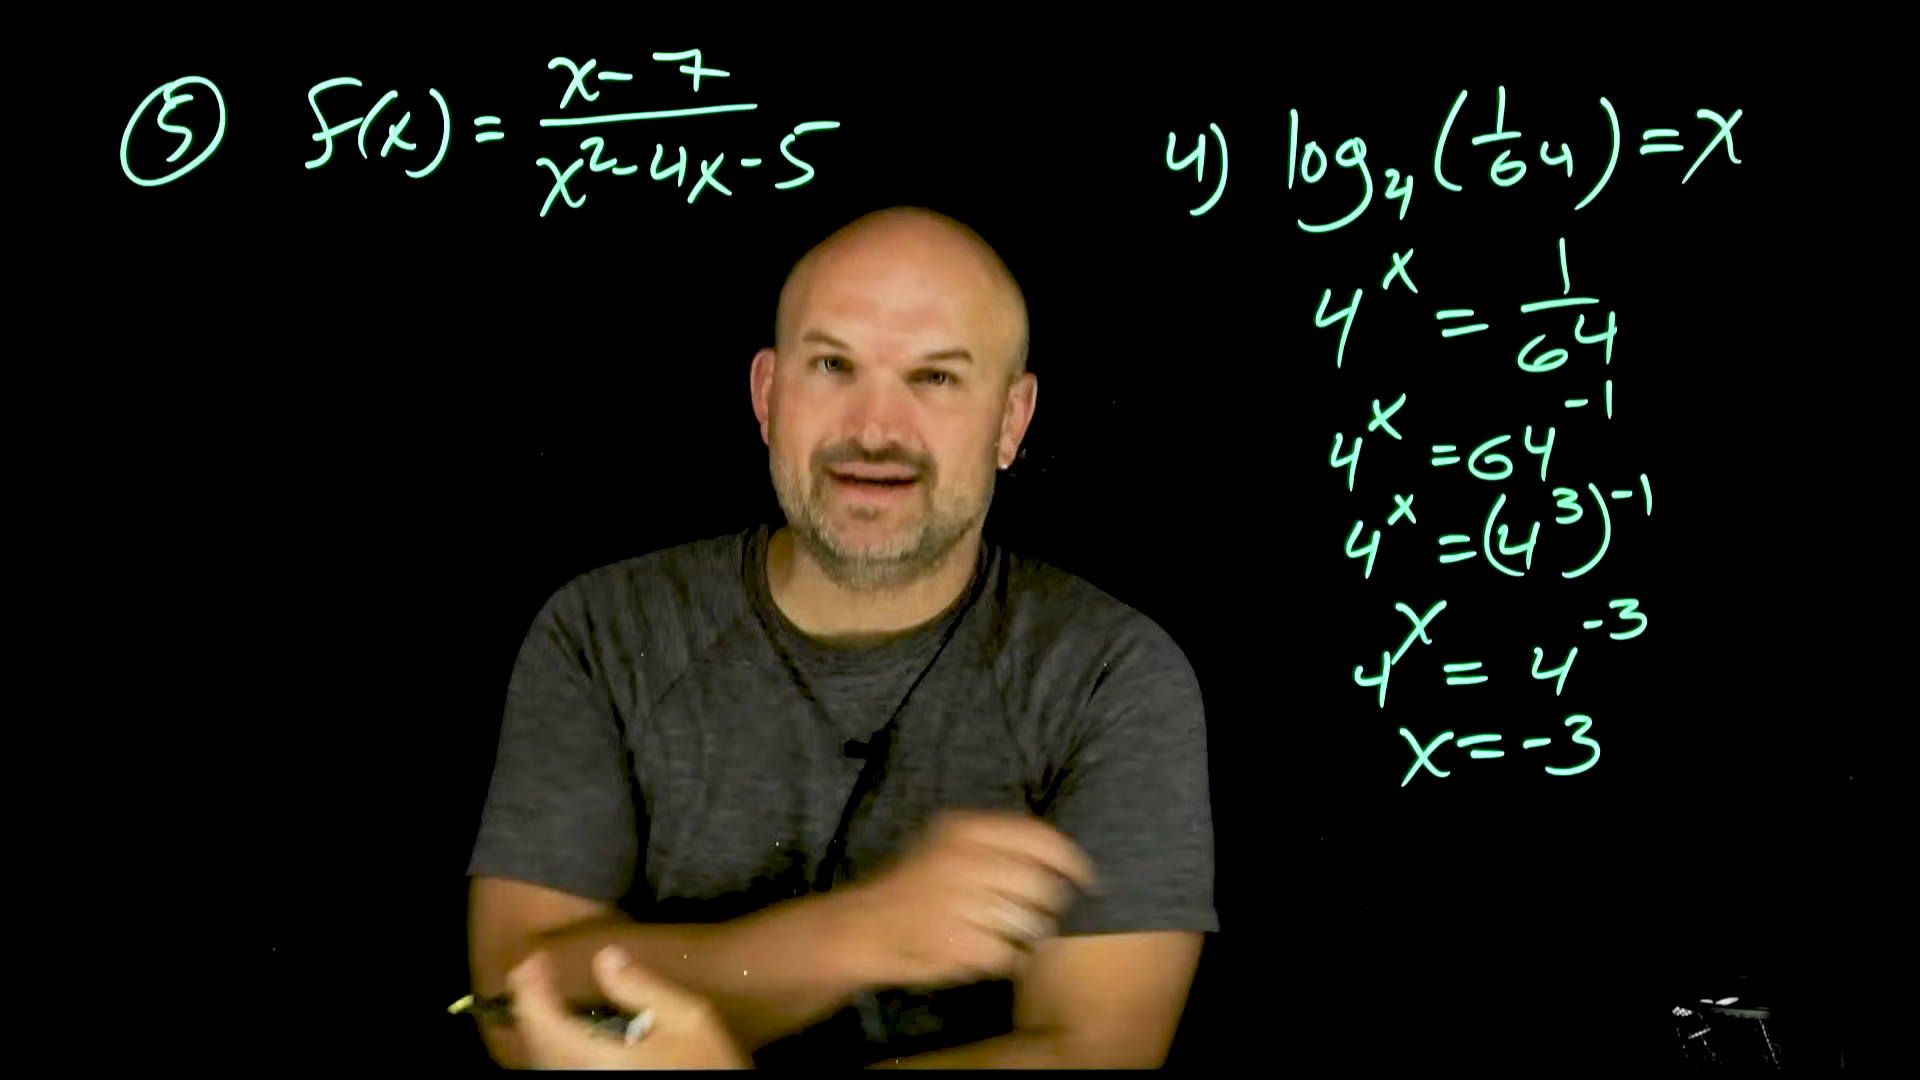 ⑤ f(x) = x-7 / x²-4x-5
4) log₄(1/64) = x
4ˣ = 1/64
4ˣ = 64⁻¹
4ˣ = (4³)⁻¹
4ˣ = 4⁻³
x = -3